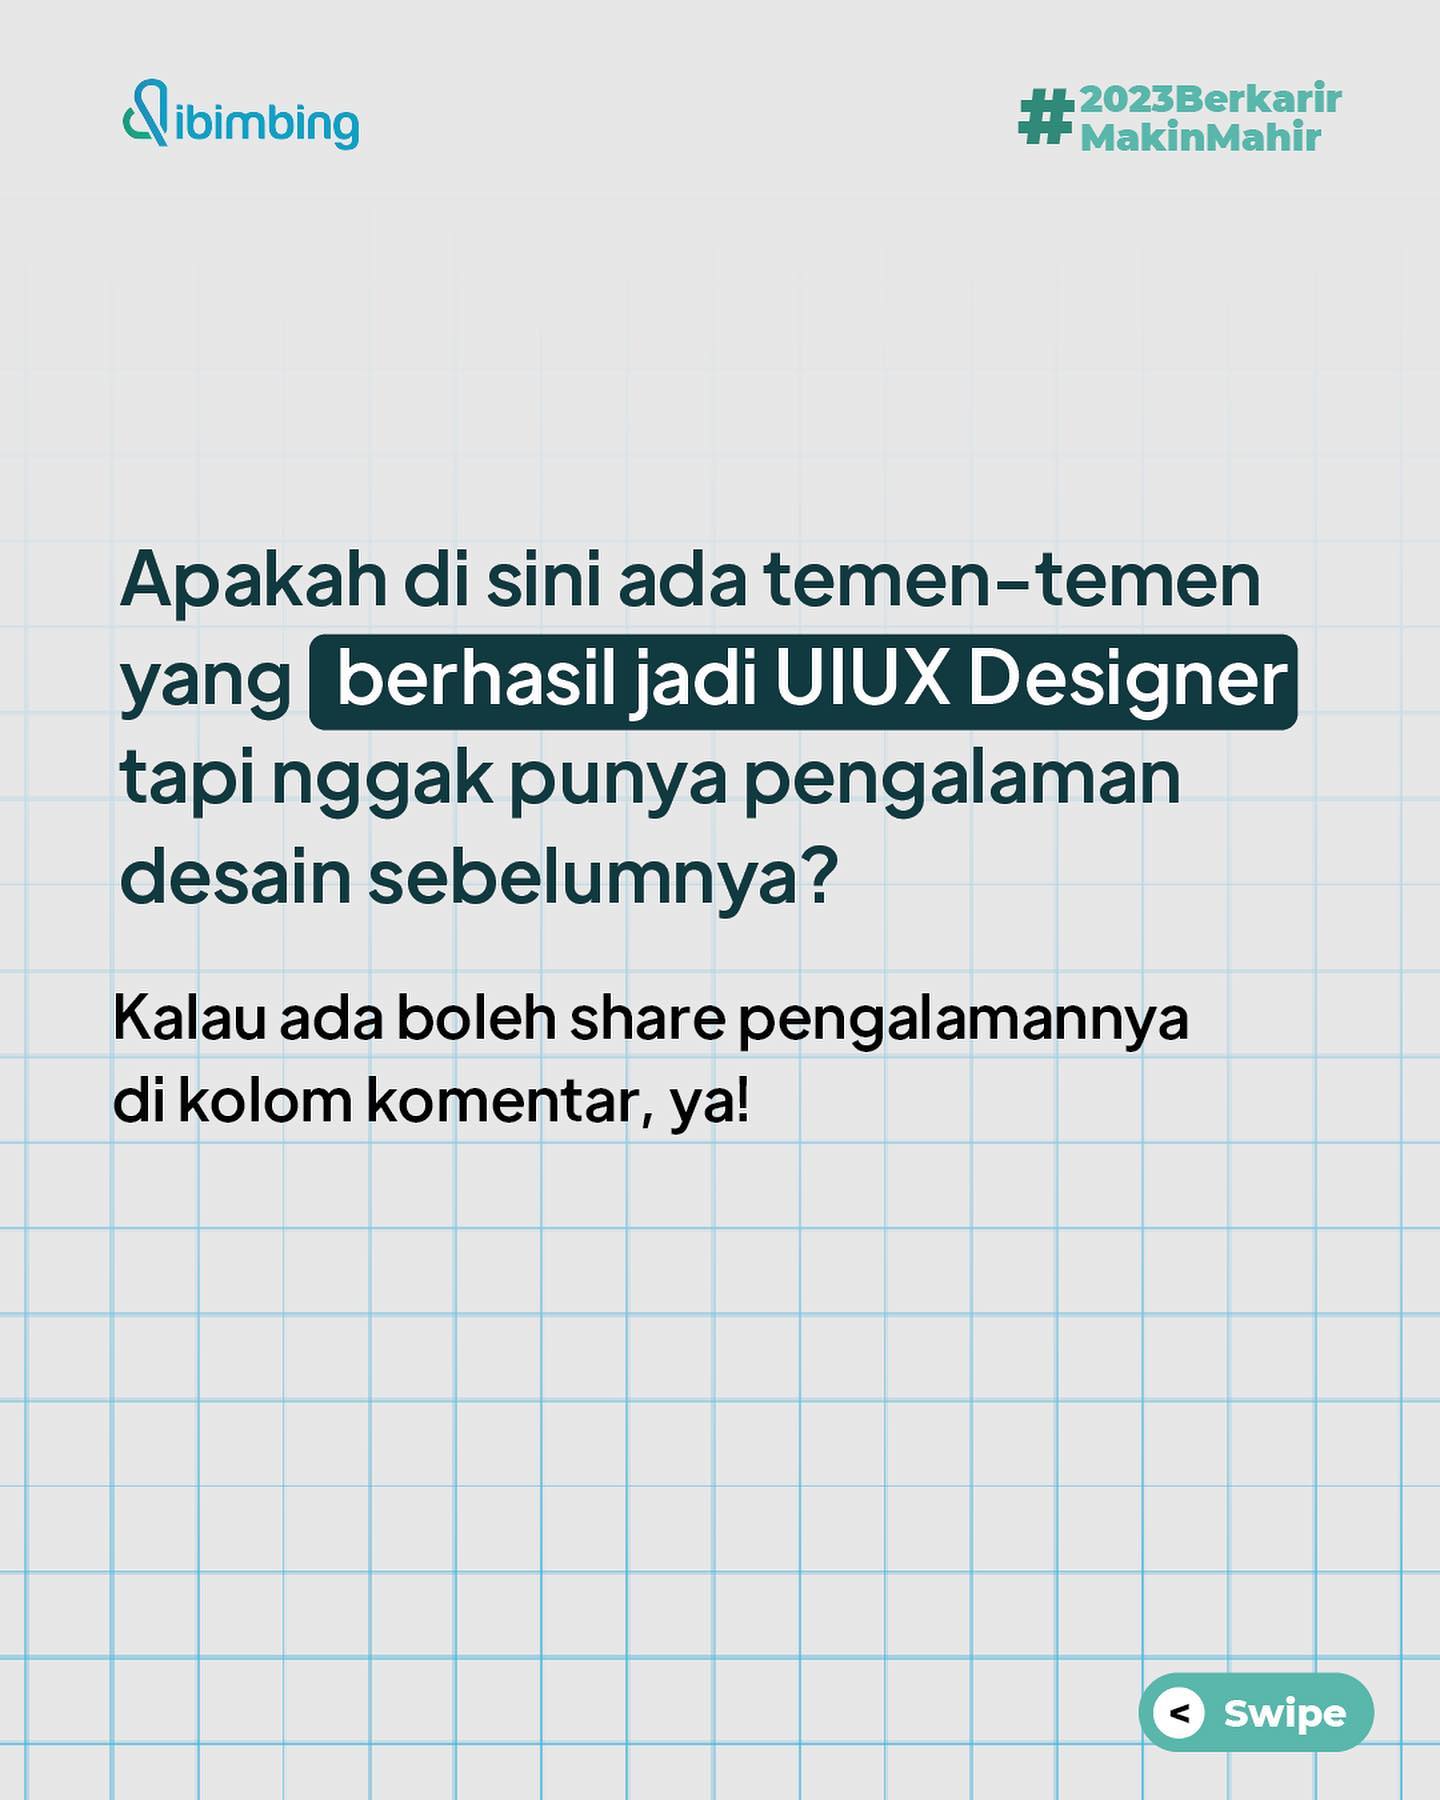 dibimbing
#2023Berkarir
MakinMahir
Apakah di sini ada temen-temen
yang berhasil jadi UIUX Designer
tapi nggak punya pengalaman
desain sebelumnya?
Kalau ada boleh share pengalamannya
di kolom komentar, ya!
< Swipe